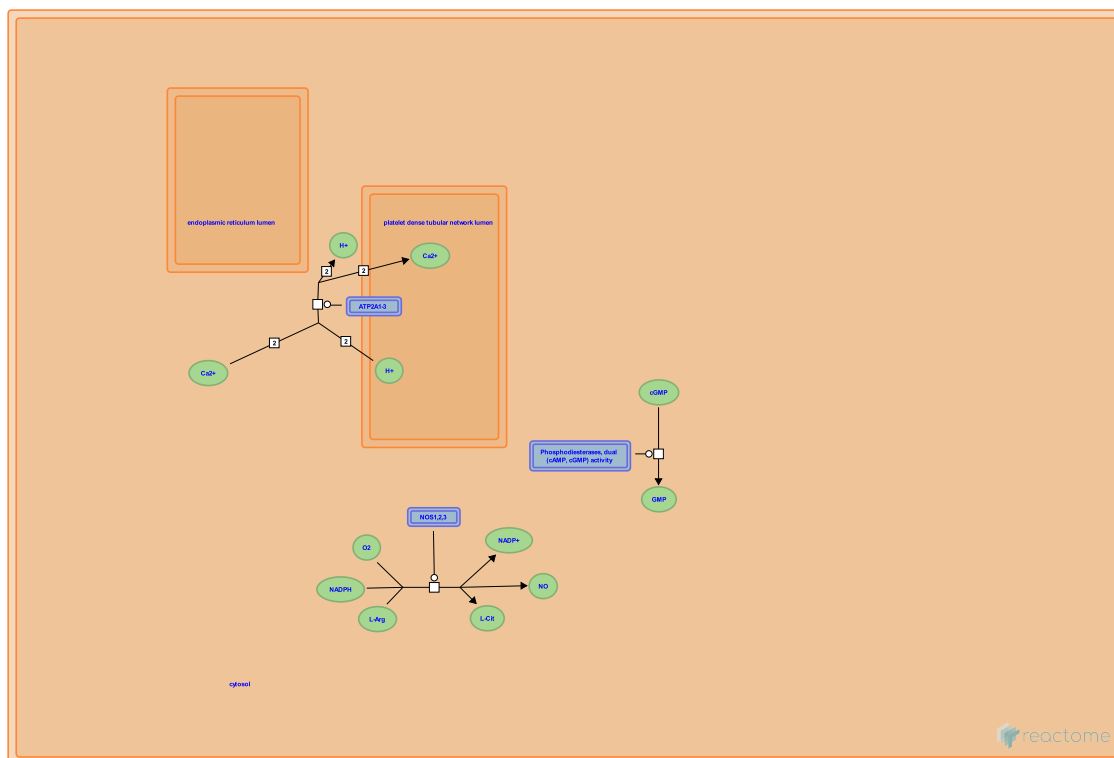 endoplasmic reticulum lumen
platelet dense tubular network lumen
H+
Ca2+
2
2
ATP2A1-3
2
2
Ca2+
H+
cGMP
Phosphodiesterases, dual
(cAMP, cGMP) activity
GMP
NOS1,2,3
O2
NADP+
NADPH
NO
L-Arg
L-Cit
cytosol
reactome